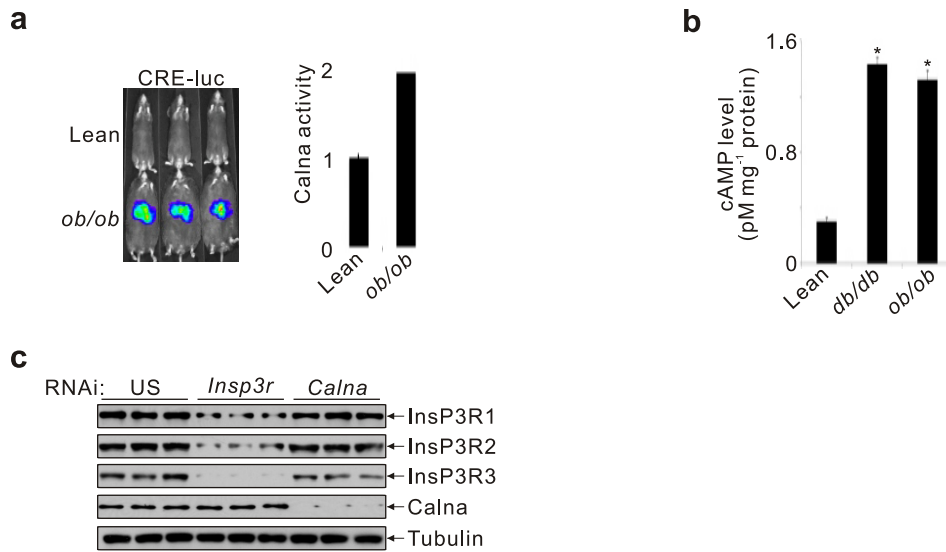 a
CRE-luc
Lean
ob/ob
Calna activity
2
1
0
Lean
ob/ob
b
cAMP level
(pM mg⁻¹ protein)
1.6
0.8
0
*
*
Lean
db/db
ob/ob
c
RNAi: US Insp3r Calna
InsP3R1
InsP3R2
InsP3R3
Calna
Tubulin